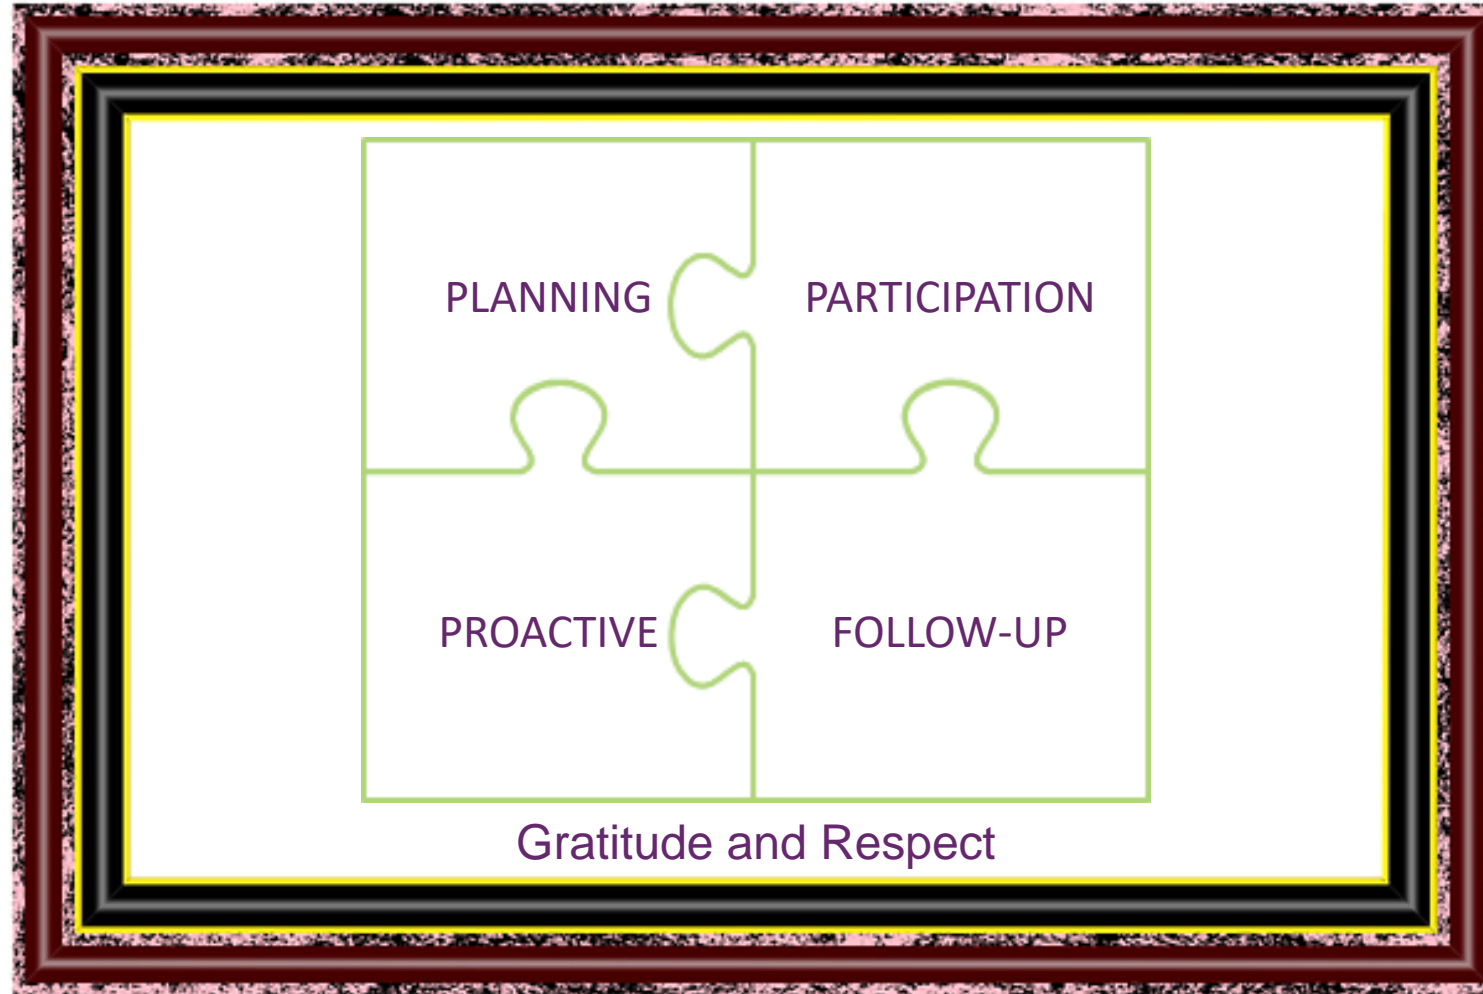 PLANNING
PARTICIPATION
PROACTIVE
FOLLOW-UP
Gratitude and Respect